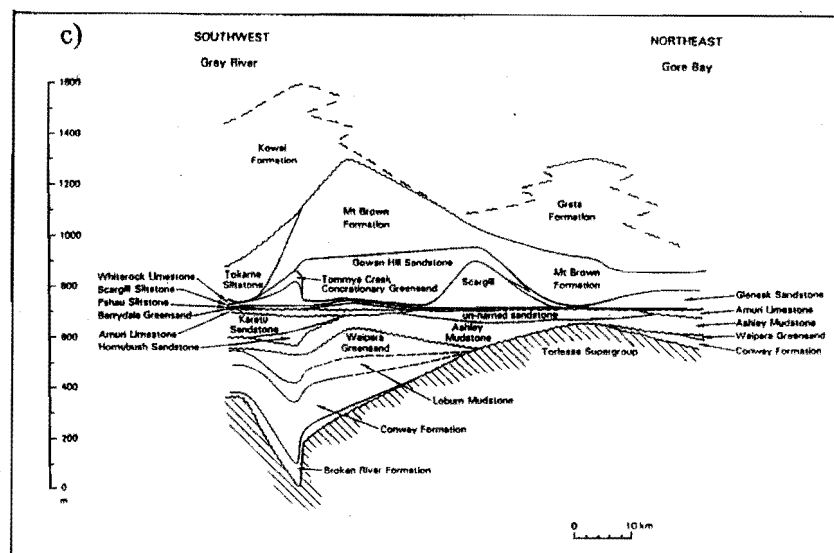 c)
SOUTHWEST
Grey River
NORTHEAST
Gore Bay
1600
1400
1200
1000
800
600
400
200
0
m
Kowai
Formation
Mt Brown
Formation
Greta
Formation
Gowan Hill Sandstone
Tokama
Siltstone
Tommys Creek
Concretionary Greensand
Scargill
Mt Brown
Formation
Whiterock Limestone
Scargill Siltstone
Pahau Siltstone
Berrydale Greensand
Amuri Limestone
Homebush Sandstone
Karetu
Sandstone
un-named sandstone
Ashley
Mudstone
Waipara
Greensand
Torlesse Supergroup
Glenesk Sandstone
Amuri Limestone
Ashley Mudstone
Waipara Greensand
Conway Formation
Loburn Mudstone
Conway Formation
Broken River Formation
0 10 km